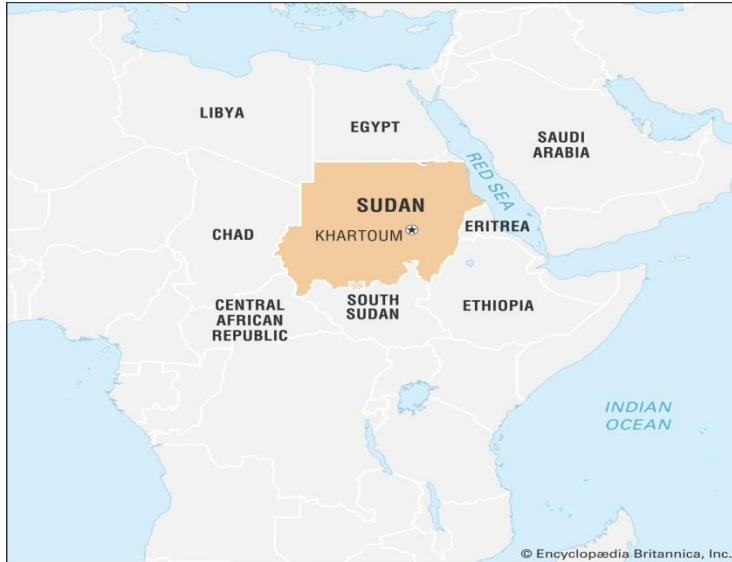 LIBYA
EGYPT
SAUDI
ARABIA
RED SEA
SUDAN
KHARTOUM
ERITREA
CHAD
CENTRAL
AFRICAN
REPUBLIC
SOUTH
SUDAN
ETHIOPIA
INDIAN
OCEAN
© Encyclopædia Britannica, Inc.